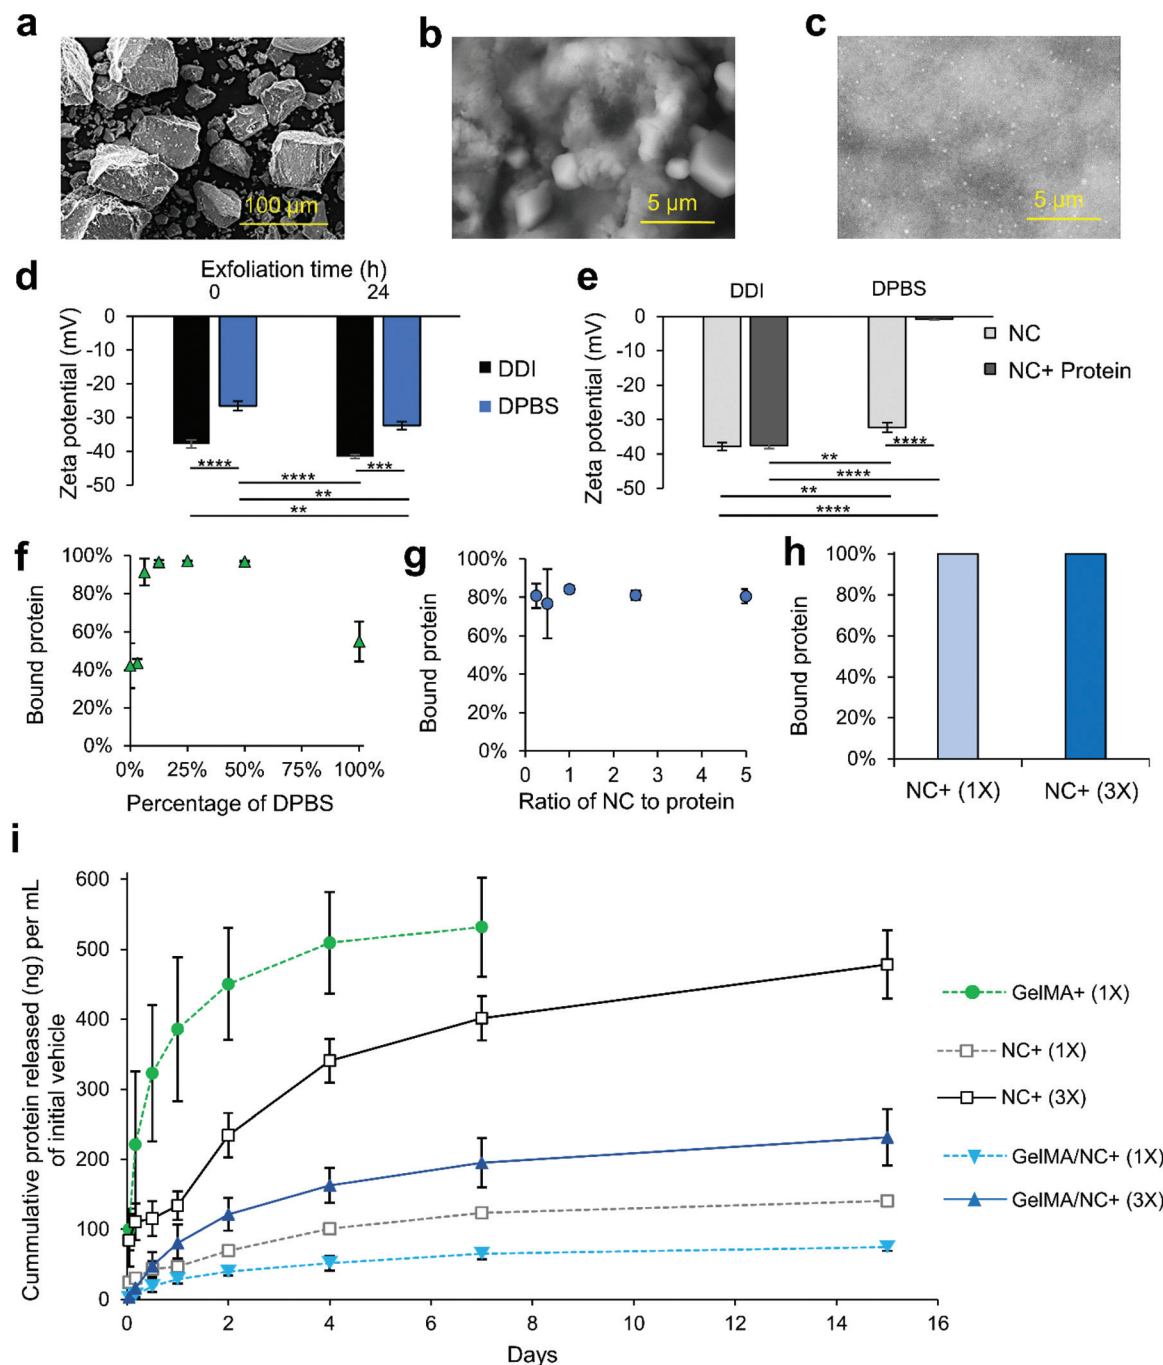 a
b
c
100 µm
5 µm
5 µm
d
Exfoliation time (h)
0
24
Zeta potential (mV)
0
-10
-20
-30
-40
-50
DDI
DPBS
****
***
****
**
**
e
DDI
DPBS
Zeta potential (mV)
0
-10
-20
-30
-40
-50
NC
NC+ Protein
****
**
****
**
****
f
Bound protein
100%
80%
60%
40%
20%
0%
0%
25%
50%
75%
100%
Percentage of DPBS
g
Bound protein
100%
80%
60%
40%
20%
0%
0
1
2
3
4
5
Ratio of NC to protein
h
Bound protein
100%
80%
60%
40%
20%
0%
NC+ (1X)
NC+ (3X)
i
Cummulative protein released (ng) per mL
of initial vehicle
600
500
400
300
200
100
0
0
2
4
6
8
10
12
14
16
Days
GelMA+ (1X)
NC+ (1X)
NC+ (3X)
GelMA/NC+ (1X)
GelMA/NC+ (3X)